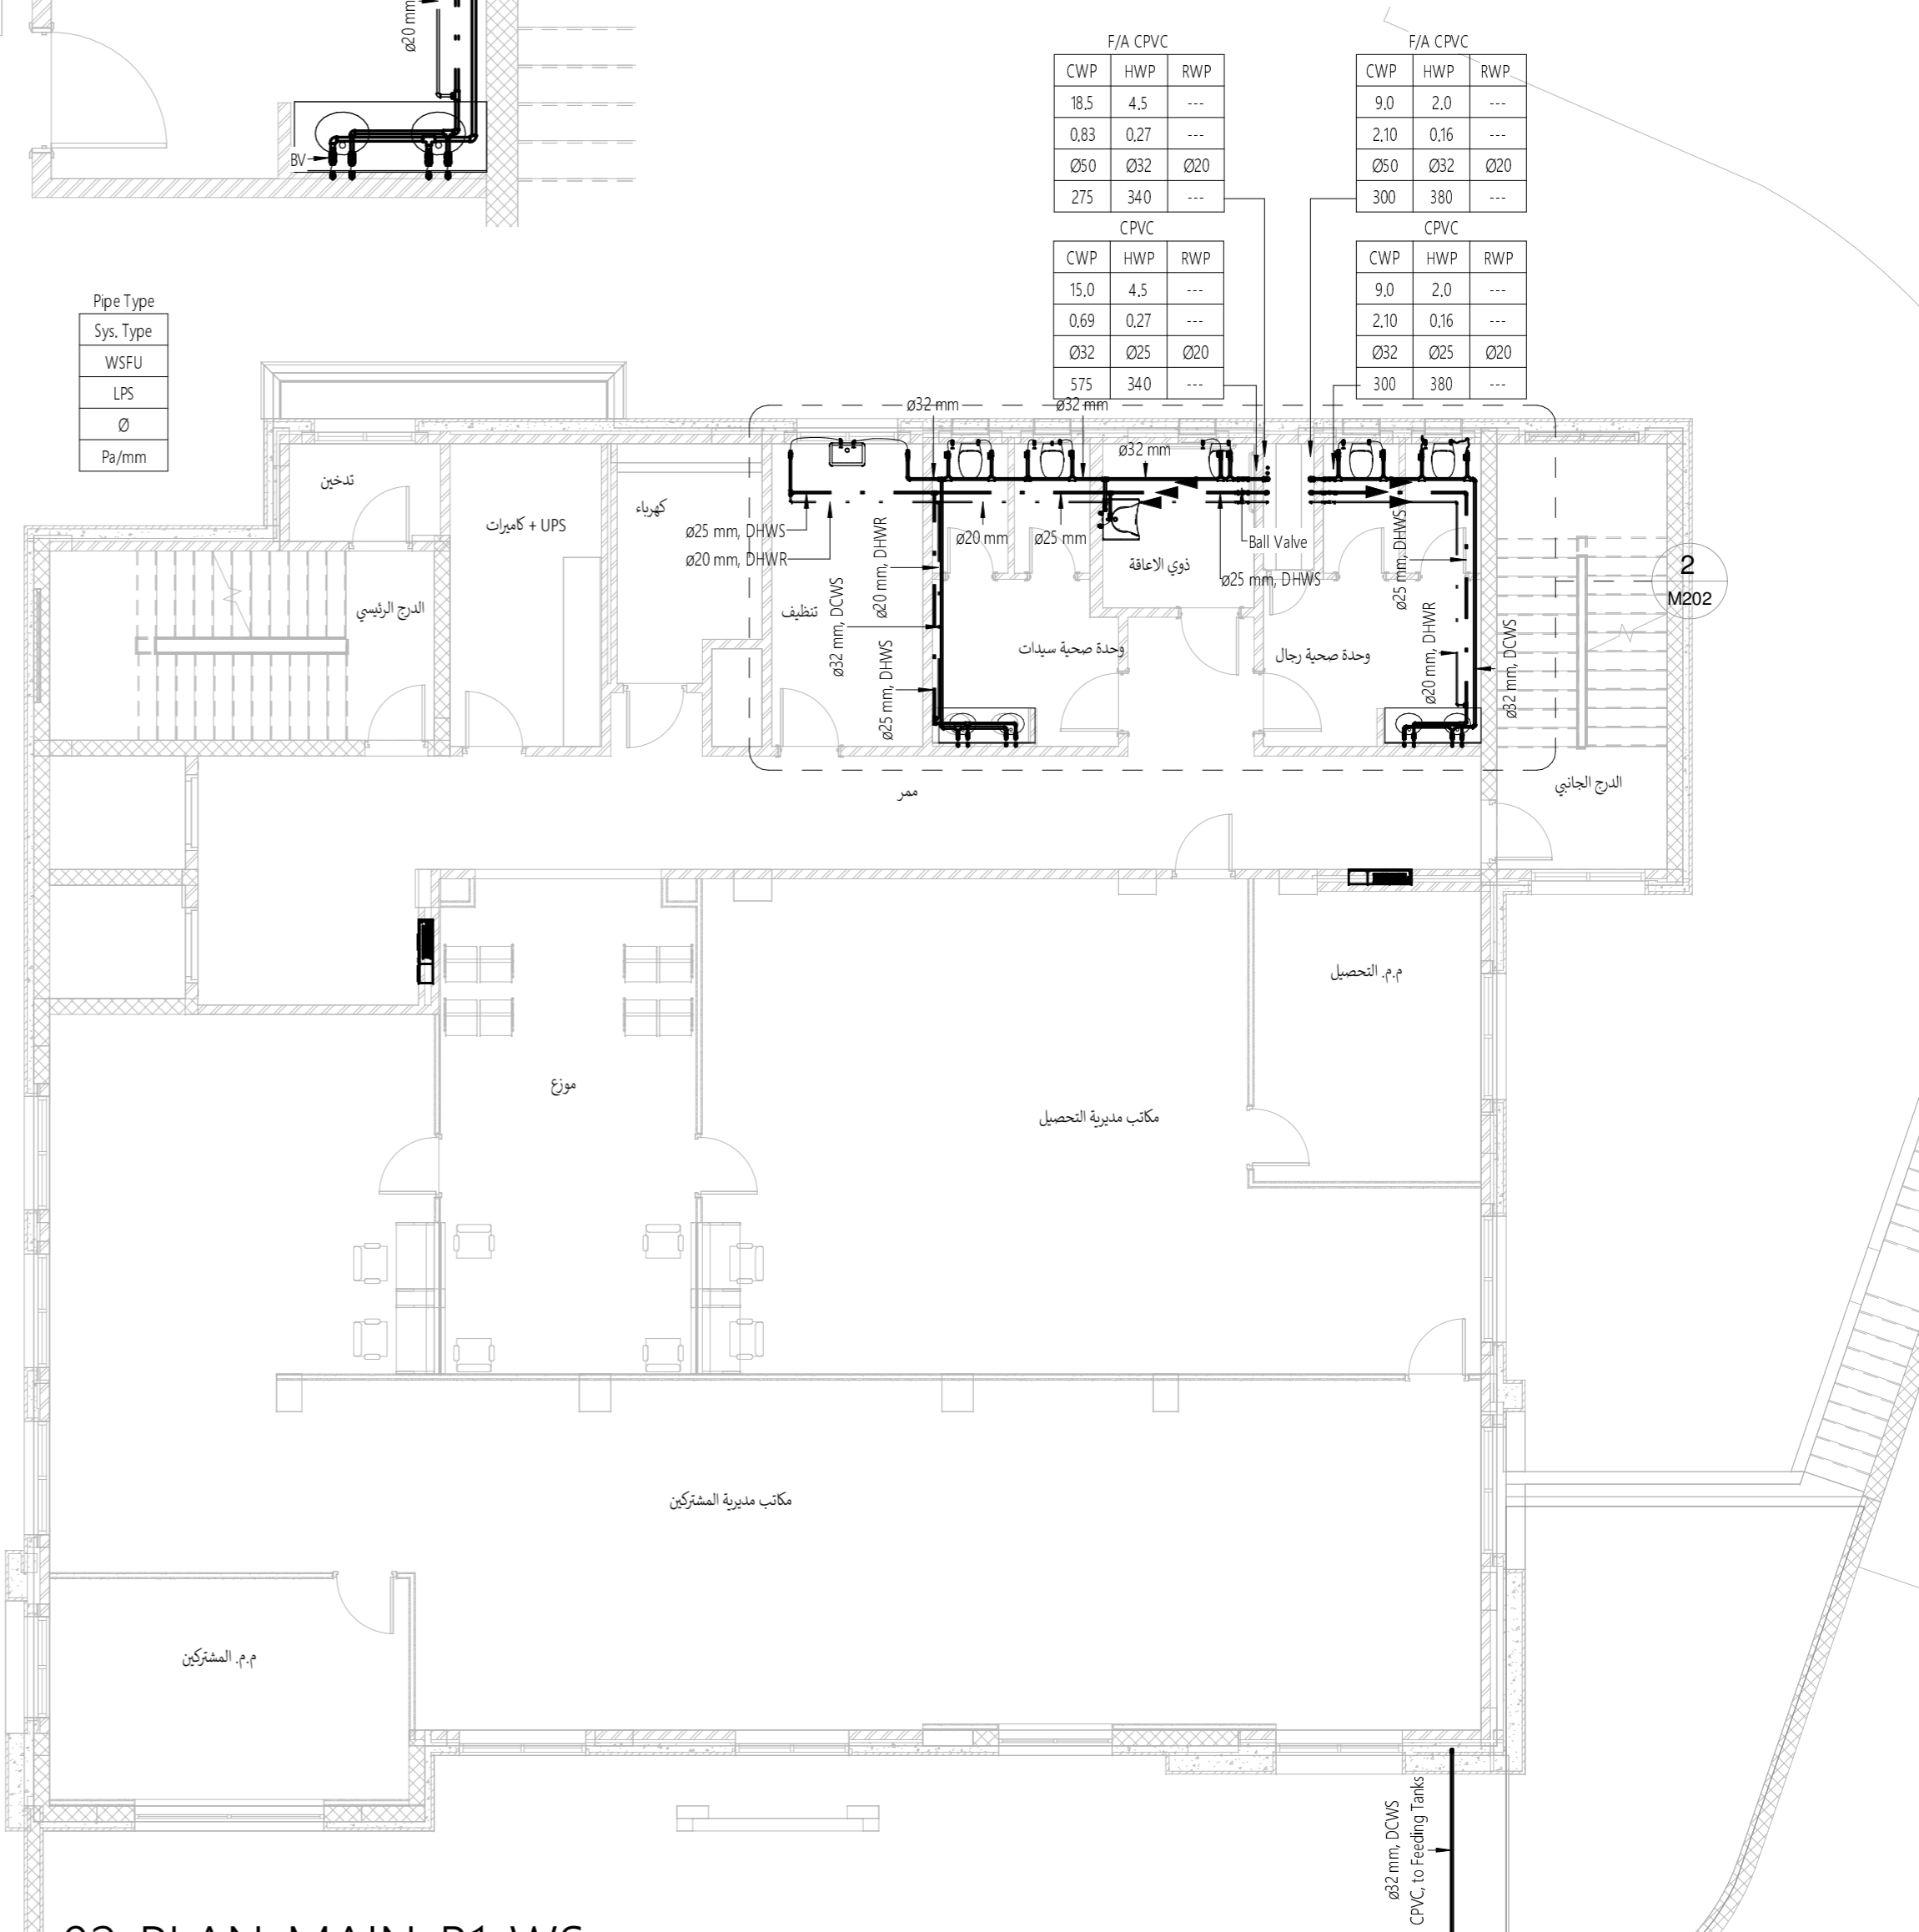 ø20 mm
BV
F/A CPVC
CWP HWP RWP
18.5 4.5 ---
0.83 0.27 ---
Ø50 Ø32 Ø20
275 340 ---
F/A CPVC
CWP HWP RWP
9.0 2.0 ---
2.10 0.16 ---
Ø50 Ø32 Ø20
300 380 ---
CPVC
CWP HWP RWP
15.0 4.5 ---
0.69 0.27 ---
Ø32 Ø25 Ø20
575 340 ---
CPVC
CWP HWP RWP
9.0 2.0 ---
2.10 0.16 ---
Ø32 Ø25 Ø20
300 380 ---
Pipe Type
Sys. Type
WSFU
LPS
Ø
Pa/mm
ø32 mm
ø32 mm
ø32 mm
تدخين
UPS + كاميرات
كهرباء
ø25 mm, DHWS
ø20 mm, DHWR
ø20 mm, DHWR
ø20 mm
ø25 mm
Ball Valve
ø25 mm, DHWS
ø25 mm, DHWS
ذوي الاعاقة
2
M202
الدرج الرئيسي
تنظيف
ø32 mm, DCWS
ø25 mm, DHWS
وحدة صحية سيدات
وحدة صحية رجال
ø20 mm, DHWR
ø32 mm, DCWS
الدرج الجانبي
ممر
م.م. التحصيل
موزع
مكاتب مديرية التحصيل
مكاتب مديرية المشتركين
م.م. المشتركين
ø32 mm, DCWS
CPVC, to Feeding Tanks